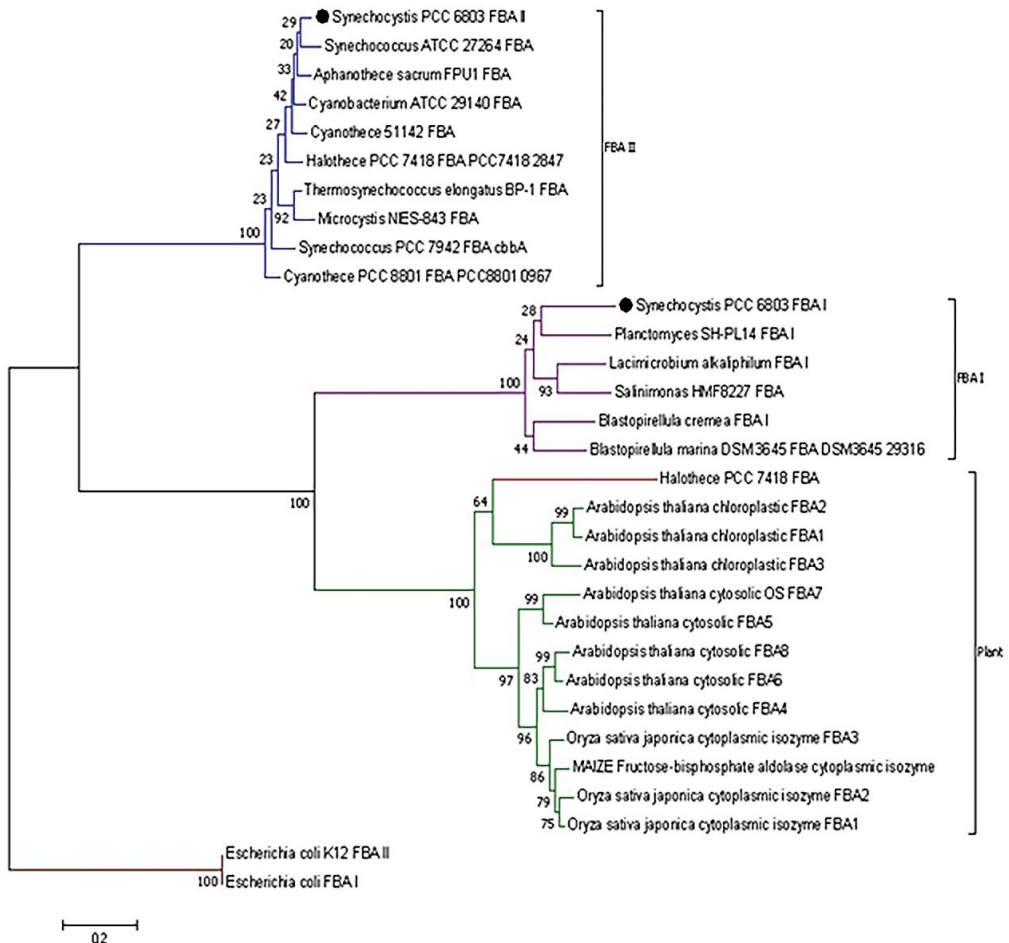 29
Synechocystis PCC 6803 FBA II
20
Synechococcus ATCC 27264 FBA
33
Aphanothece sacrum FPU1 FBA
42
Cyanobacterium ATCC 29140 FBA
27
Cyanothece 51142 FBA
FBA II
23
Halothece PCC 7418 FBA PCC7418 2847
Thermosynechococcus elongatus BP-1 FBA
23
92
Microcystis NIES-843 FBA
100
Synechococcus PCC 7942 FBA cbbA
Cyanothece PCC 8801 FBA PCC8801 0967
28
Synechocystis PCC 6803 FBA I
24
Planctomyces SH-PL14 FBA I
Lacimicrobium alkaliphilum FBA I
100
93
Salinimonas HMF8227 FBA
FBA I
Blastopirellula cremea FBA I
44
Blastopirellula marina DSM3645 FBA DSM3645 29316
100
Halothece PCC 7418 FBA
64
99
Arabidopsis thaliana chloroplastic FBA2
Arabidopsis thaliana chloroplastic FBA1
100
Arabidopsis thaliana chloroplastic FBA3
100
99
Arabidopsis thaliana cytosolic OS FBA7
Arabidopsis thaliana cytosolic FBA5
99
Arabidopsis thaliana cytosolic FBA8
Plant
97
83
Arabidopsis thaliana cytosolic FBA6
Arabidopsis thaliana cytosolic FBA4
96
Oryza sativa japonica cytoplasmic isozyme FBA3
86
MAIZE Fructose-bisphosphate aldolase cytoplasmic isozyme
79
Oryza sativa japonica cytoplasmic isozyme FBA2
75
Oryza sativa japonica cytoplasmic isozyme FBA1
Escherichia coli K12 FBA II
100
Escherichia coli FBA I
0.2